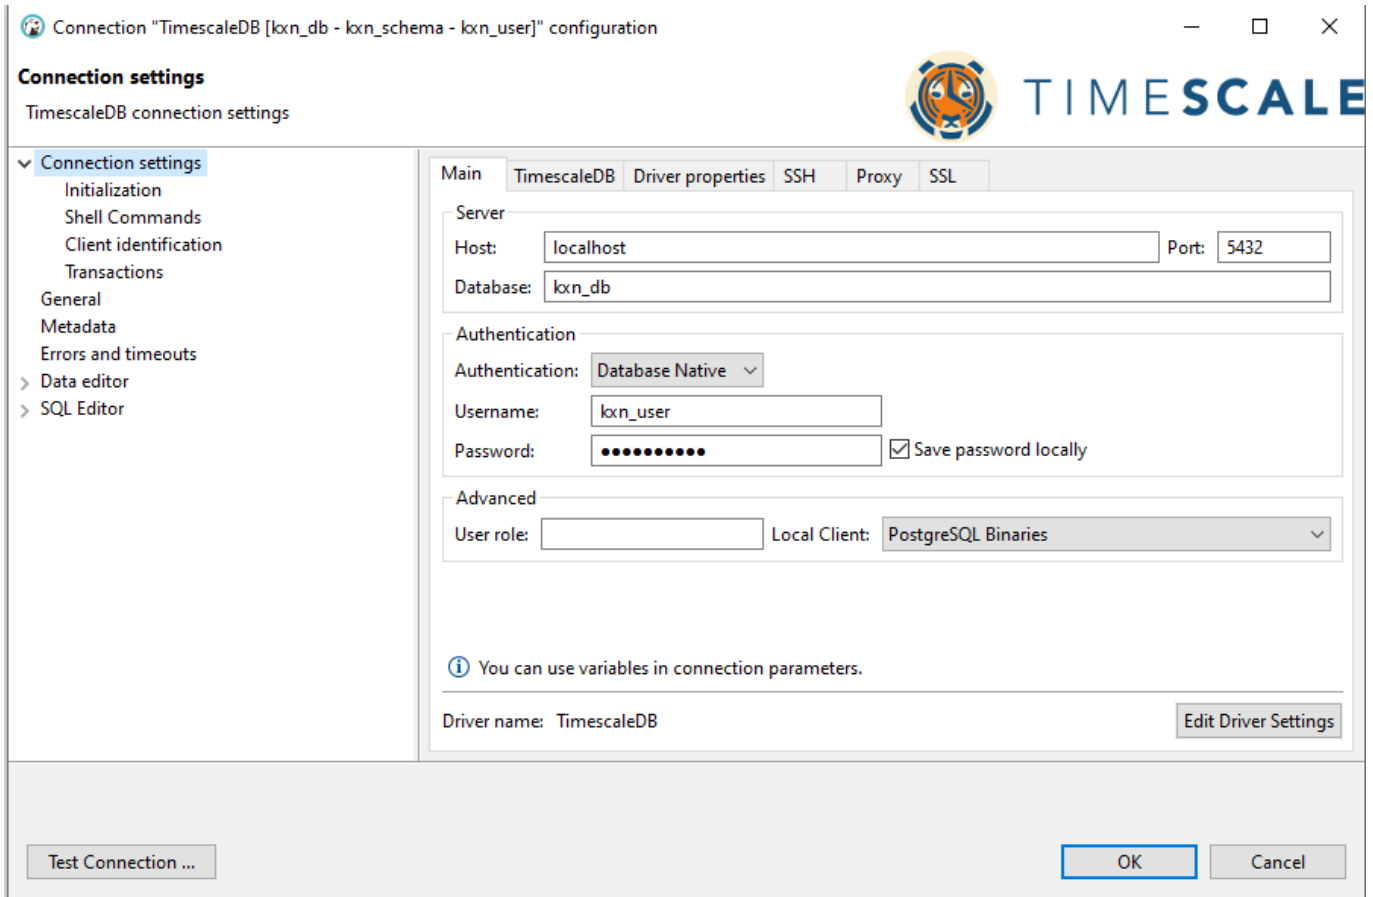 Connection "TimescaleDB [kxn_db - kxn_schema - kxn_user]" configuration
Connection settings
TimescaleDB connection settings
TIMESCALE
Connection settings
Initialization
Shell Commands
Client identification
Transactions
General
Metadata
Errors and timeouts
Data editor
SQL Editor
Main TimescaleDB Driver properties SSH Proxy SSL
Server
Host: localhost Port: 5432
Database: kxn_db
Authentication
Authentication: Database Native
Username: kxn_user
Password: •••••••••• Save password locally
Advanced
User role: Local Client: PostgreSQL Binaries
You can use variables in connection parameters.
Driver name: TimescaleDB Edit Driver Settings
Test Connection ... OK Cancel